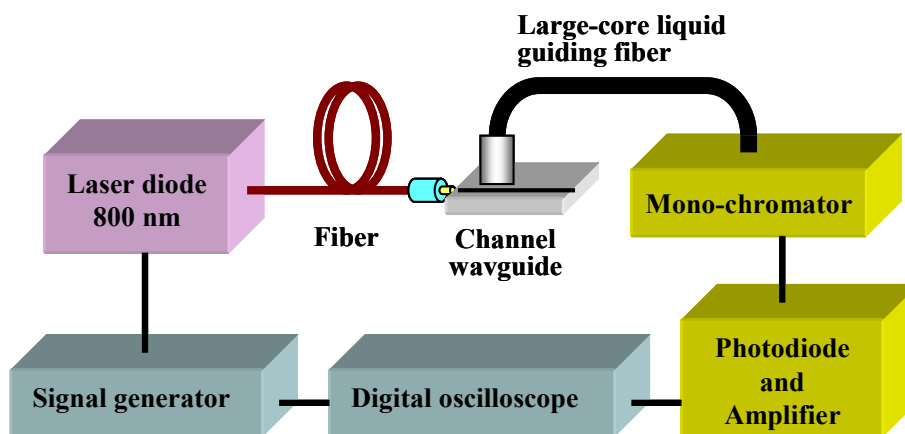 Large-core liquid
guiding fiber
Laser diode
800 nm
Mono-chromator
Fiber
Channel
wavguide
Signal generator
Digital oscilloscope
Photodiode
and
Amplifier